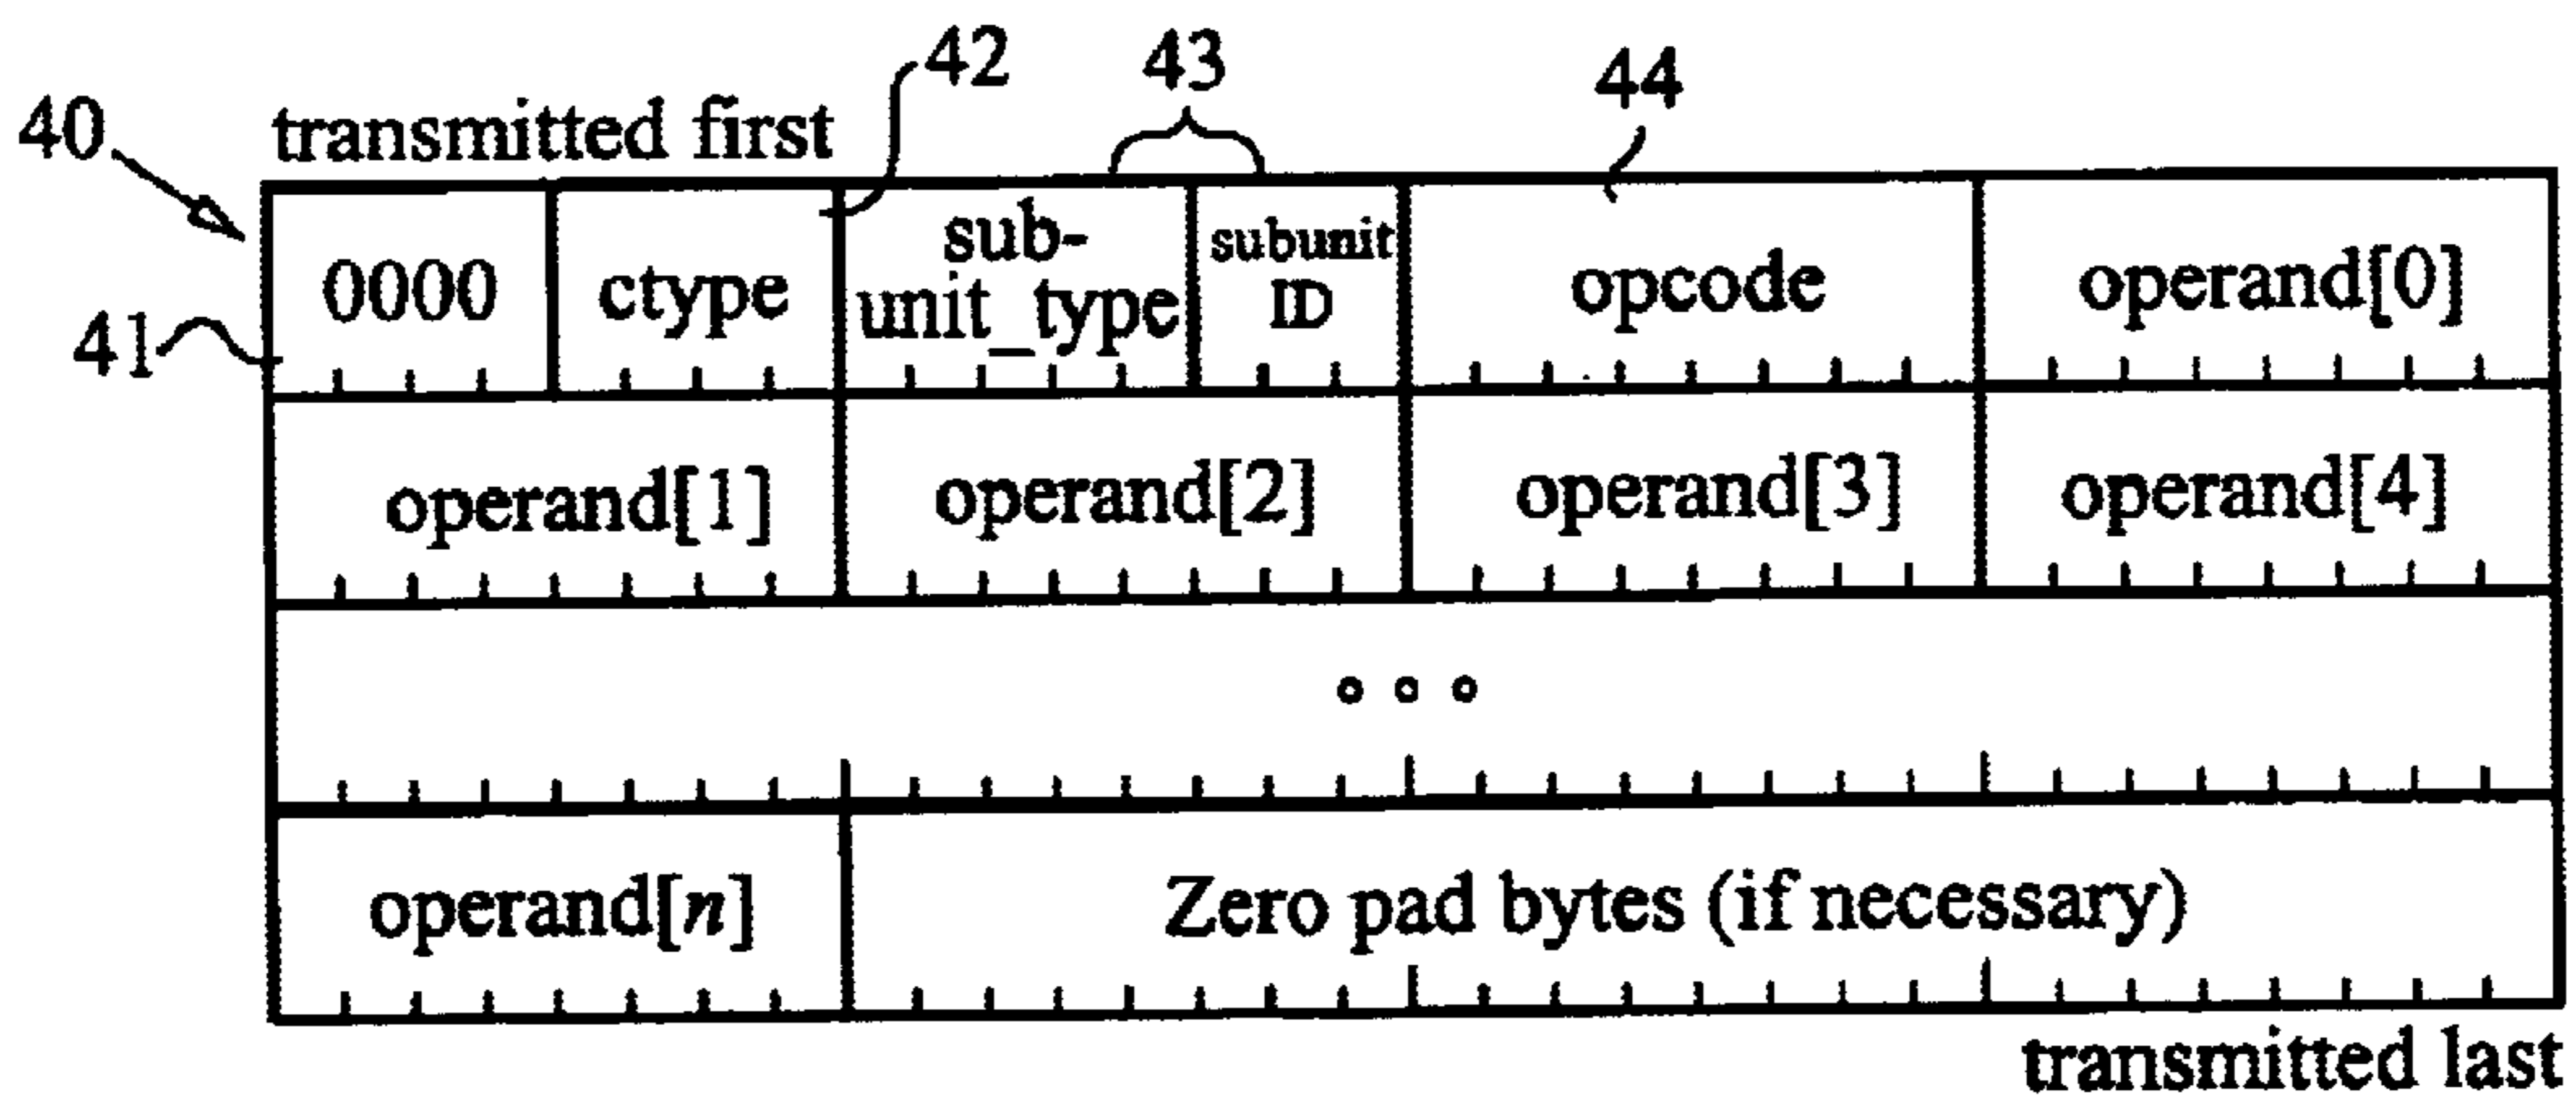 42
43
44
40
transmitted first
0000
ctype
sub-
unit_type
subunit
ID
opcode
operand[0]
41
operand[1]
operand[2]
operand[3]
operand[4]
operand[n]
Zero pad bytes (if necessary)
transmitted last